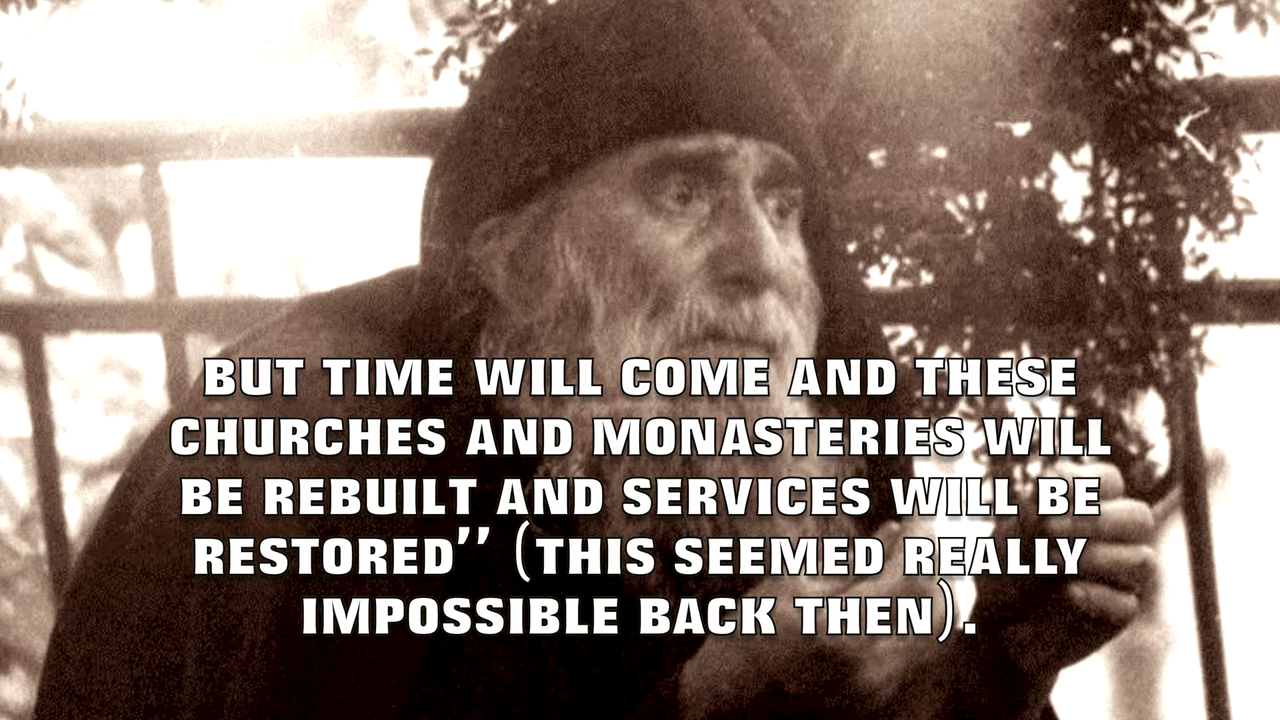 BUT TIME WILL COME AND THESE
CHURCHES AND MONASTERIES WILL
BE REBUILT AND SERVICES WILL BE
RESTORED’’ (THIS SEEMED REALLY
IMPOSSIBLE BACK THEN).